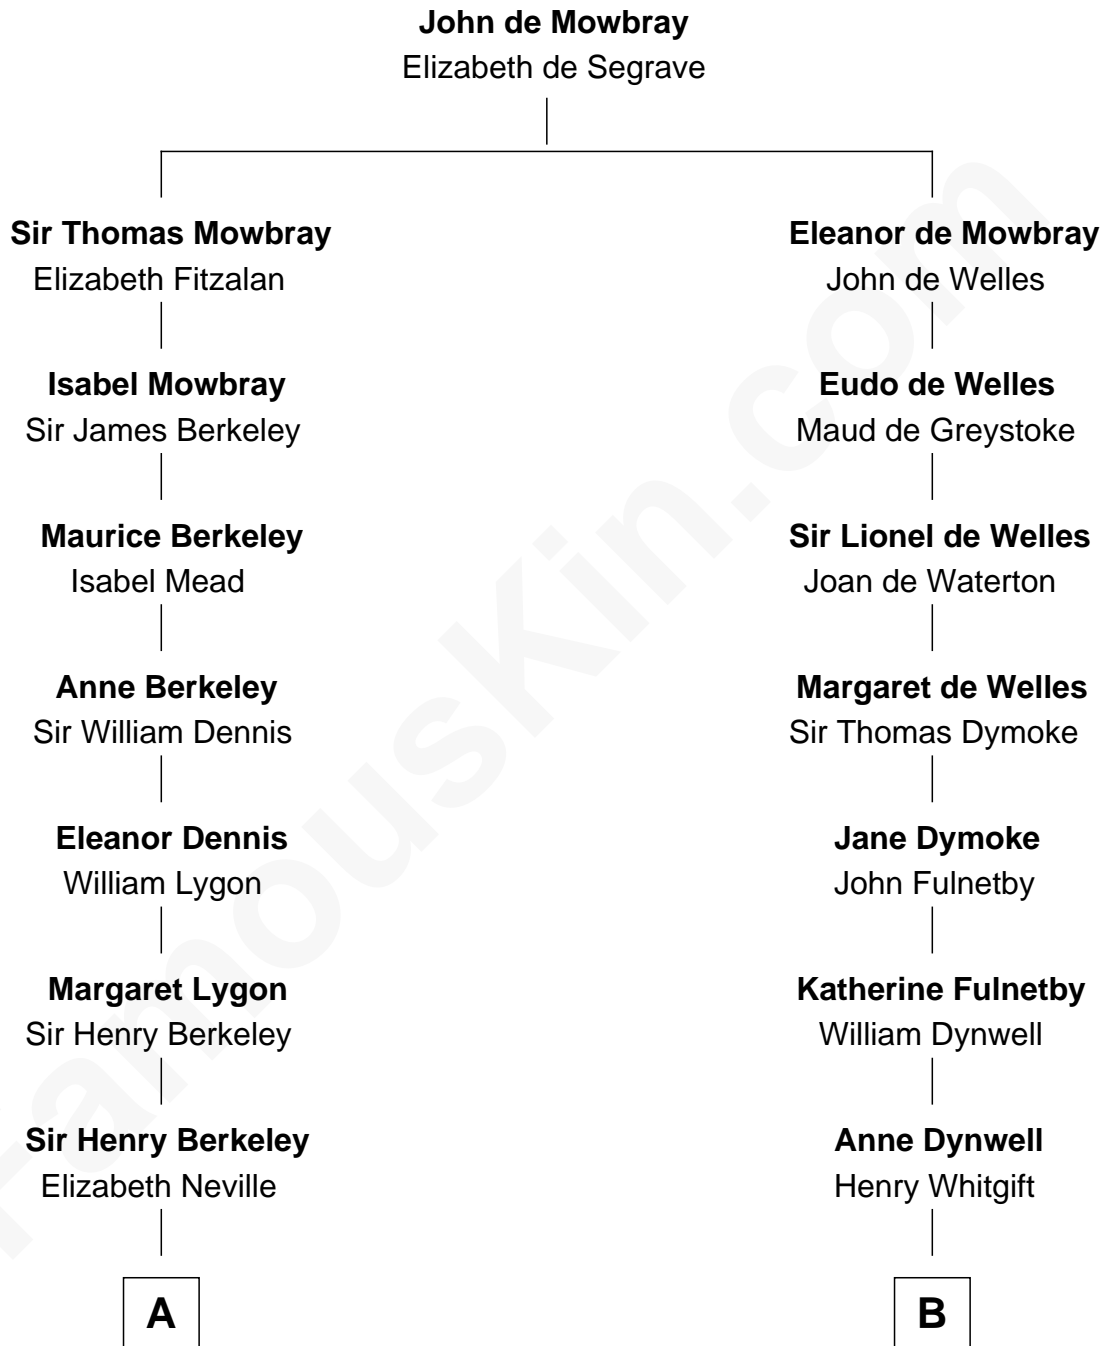 John de Mowbray
Elizabeth de Segrave
Sir Thomas Mowbray
Elizabeth Fitzalan
Eleanor de Mowbray
John de Welles
Isabel Mowbray
Sir James Berkeley
Eudo de Welles
Maud de Greystoke
Maurice Berkeley
Isabel Mead
Sir Lionel de Welles
Joan de Waterton
Anne Berkeley
Sir William Dennis
Margaret de Welles
Sir Thomas Dymoke
Eleanor Dennis
William Lygon
Jane Dymoke
John Fulnetby
Margaret Lygon
Sir Henry Berkeley
Katherine Fulnetby
William Dynwell
Sir Henry Berkeley
Elizabeth Neville
Anne Dynwell
Henry Whitgift
A
B
FamousKin.com